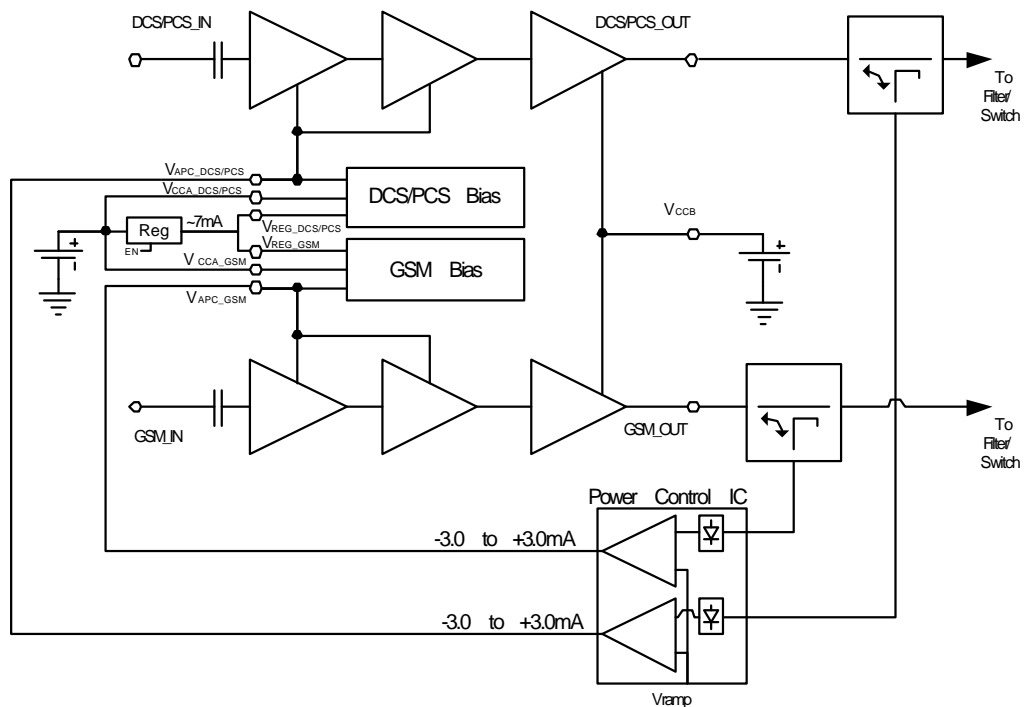 DCS/PCS_IN
DCS/PCS_OUT
To
Filter/
Switch
VAPC_DCS/PCS
VCCA_DCS/PCS
DCS/PCS Bias
Reg
~7mA
EN
VREG_DCS/PCS
VREG_GSM
VCCB
V CCA_GSM
GSM Bias
VAPC_GSM
GSM_IN
GSM_OUT
To
Filter/
Switch
Power Control IC
-3.0 to +3.0mA
-3.0 to +3.0mA
Vramp